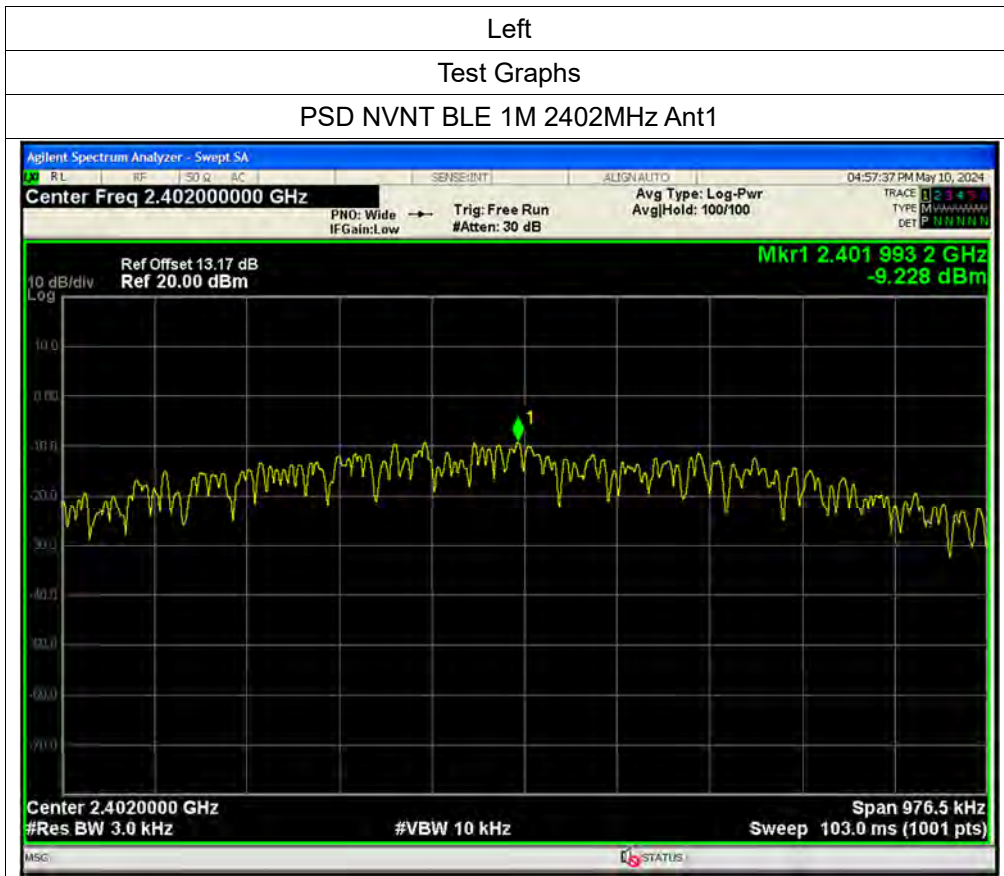 Left
Test Graphs
PSD NVNT BLE 1M 2402MHz Ant1
Agilent Spectrum Analyzer - Swept SA
RL RF 50 Ω AC SENSE:INT ALIGNAUTO 04:57:37 PM May 10, 2024
Center Freq 2.402000000 GHz
PNO: Wide Trig: Free Run Avg Type: Log-Pwr TRACE 1 2 3 4 5 6
IFGain:Low #Atten: 30 dB Avg|Hold: 100/100 TYPE M
DET P N N N N N
Mkr1 2.401 993 2 GHz
Ref Offset 13.17 dB
10 dB/div Ref 20.00 dBm -9.228 dBm
Log
10.0
0.00
1
-10.0
-20.0
-30.0
-40.0
-50.0
-60.0
-70.0
Center 2.4020000 GHz Span 976.5 kHz
#Res BW 3.0 kHz #VBW 10 kHz Sweep 103.0 ms (1001 pts)
MSG STATUS